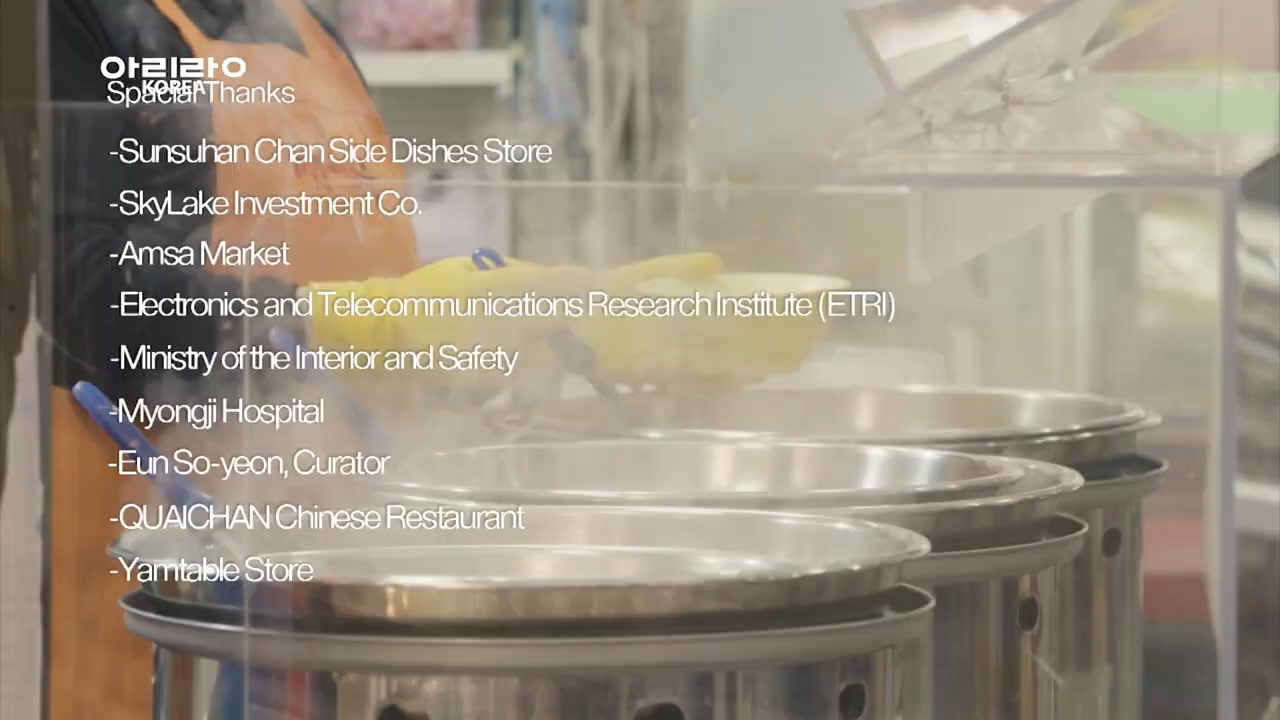 아리랑
KOREA
Spacial Thanks
-Sunsuhan Chan Side Dishes Store
-SkyLake Investment Co.
-Amsa Market
-Electronics and Telecommunications Research Institute (ETRI)
-Ministry of the Interior and Safety
-Myongji Hospital
-Eun So-yeon, Curator
-QUAICHAN Chinese Restaurant
-Yamtable Store